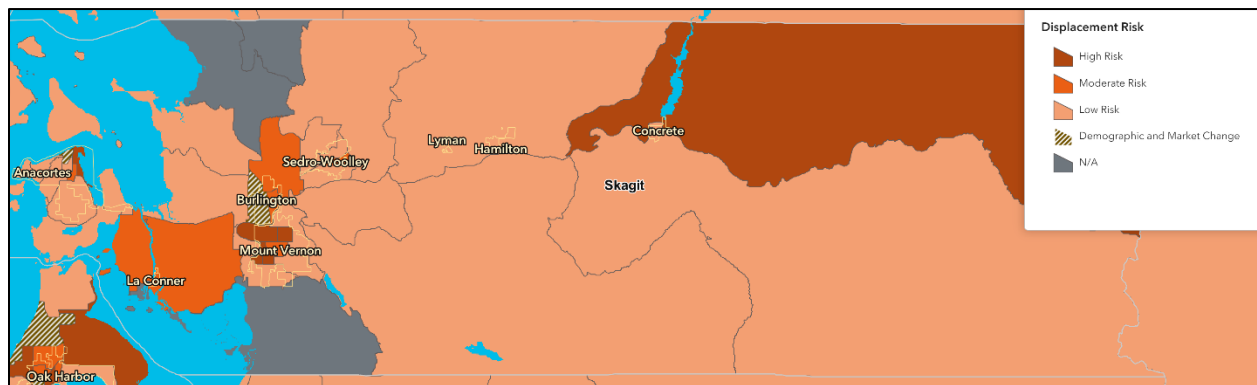 Displacement Risk
High Risk
Moderate Risk
Low Risk
Demographic and Market Change
N/A
Concrete
Lyman
Hamilton
Sedro-Woolley
Anacortes
Skagit
Burlington
Mount Vernon
La Conner
Oak Harbor